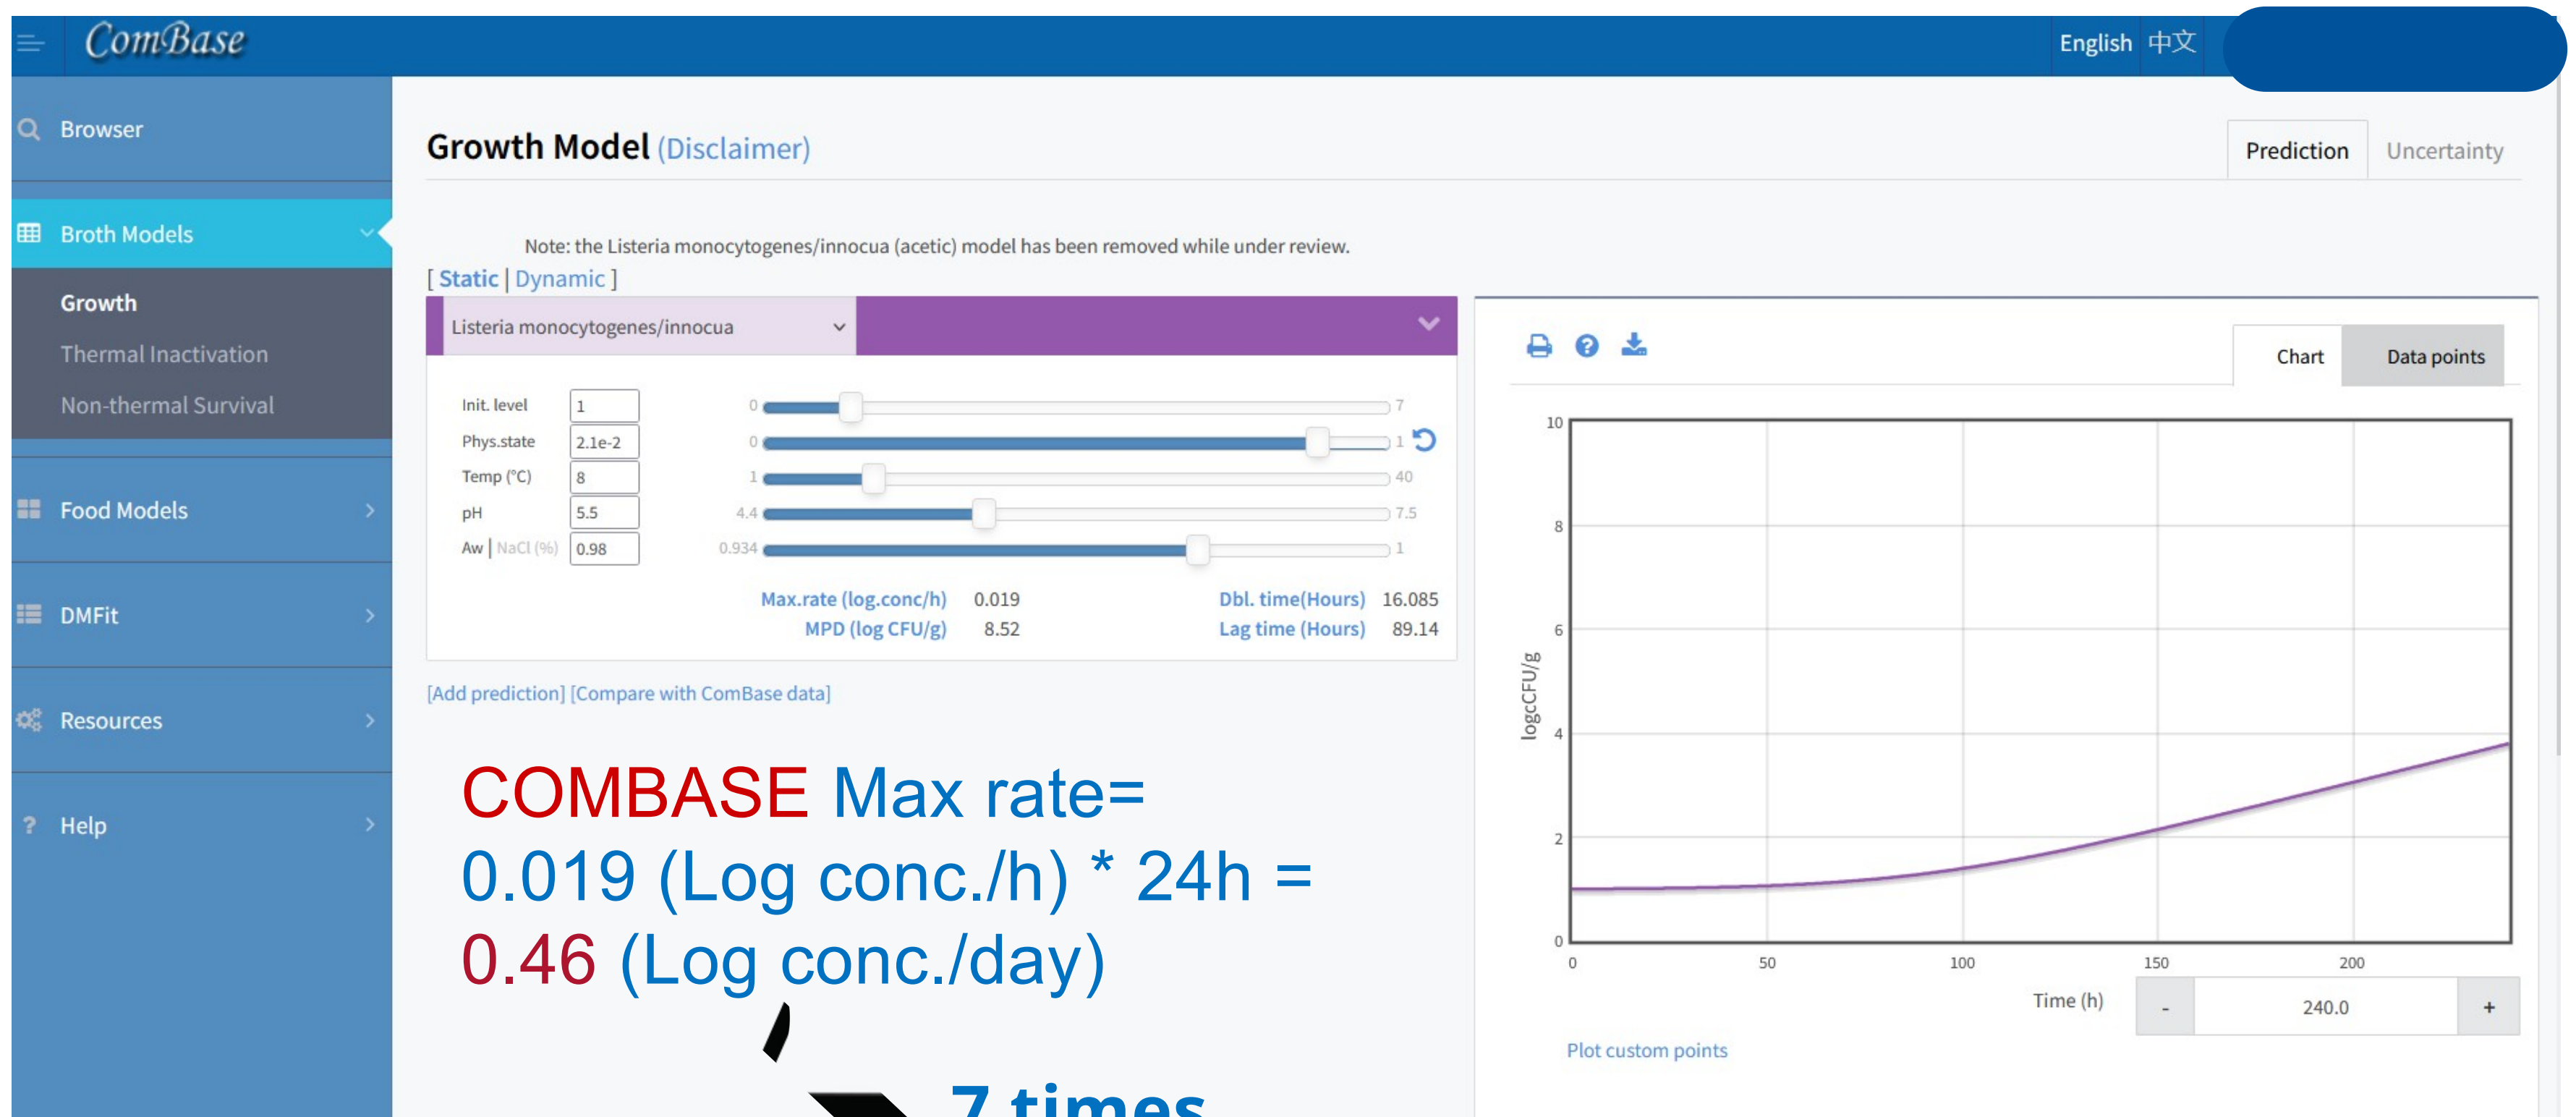 ComBase
English 中文
Browser
Broth Models
Growth
Thermal Inactivation
Non-thermal Survival
Food Models
DMFit
Resources
? Help
Growth Model (Disclaimer)
Prediction Uncertainty
Note: the Listeria monocytogenes/innocua (acetic) model has been removed while under review.
[ Static | Dynamic ]
Listeria monocytogenes/innocua
Init. level 1 0 7
Phys.state 2.1e-2 0 1
Temp (°C) 8 1 40
pH 5.5 4.4 7.5
Aw | NaCl (%) 0.98 0.934 1
Max.rate (log.conc/h) 0.019 Dbl. time(Hours) 16.085
MPD (log CFU/g) 8.52 Lag time (Hours) 89.14
[Add prediction] [Compare with ComBase data]
COMBASE Max rate=
0.019 (Log conc./h) * 24h =
0.46 (Log conc./day)
7 times
Chart Data points
10
8
6
4
2
0
logcCFU/g
0 50 100 150 200
Time (h) - 240.0 +
Plot custom points